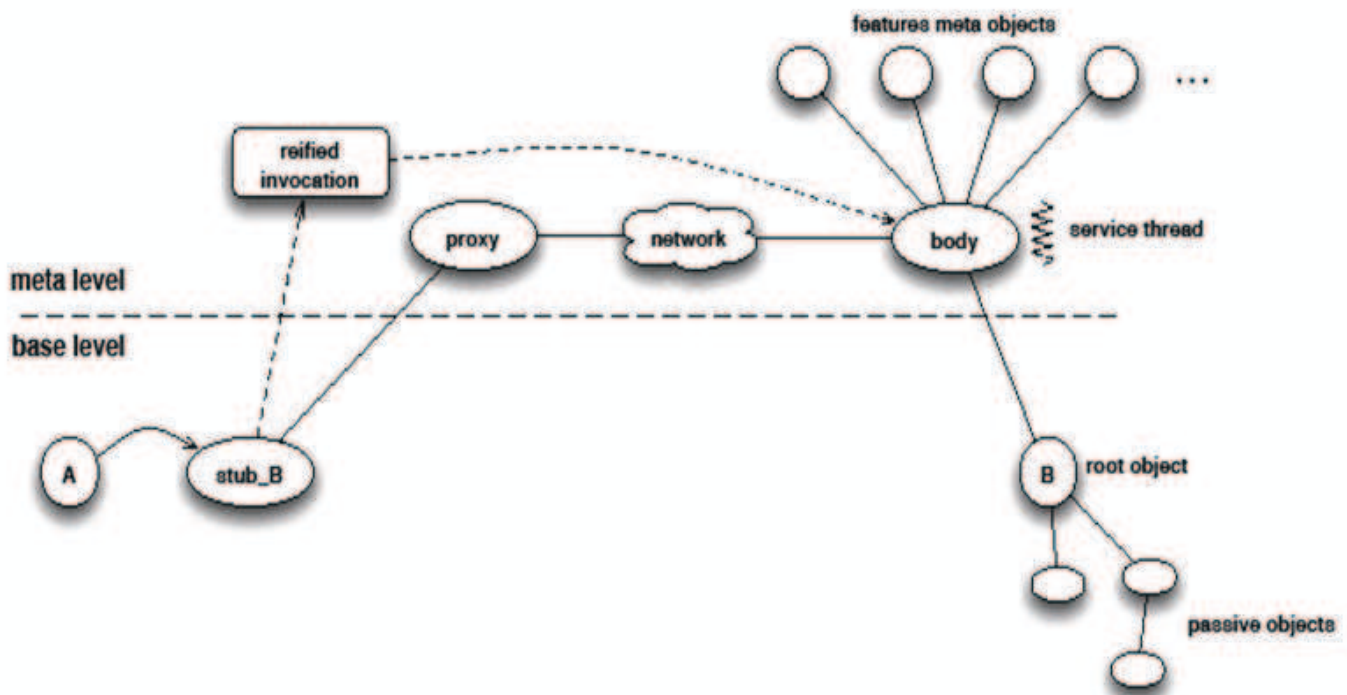 features meta objects
...
reified
invocation
proxy
network
body
service thread
meta level
base level
A
stub_B
B
root object
passive objects